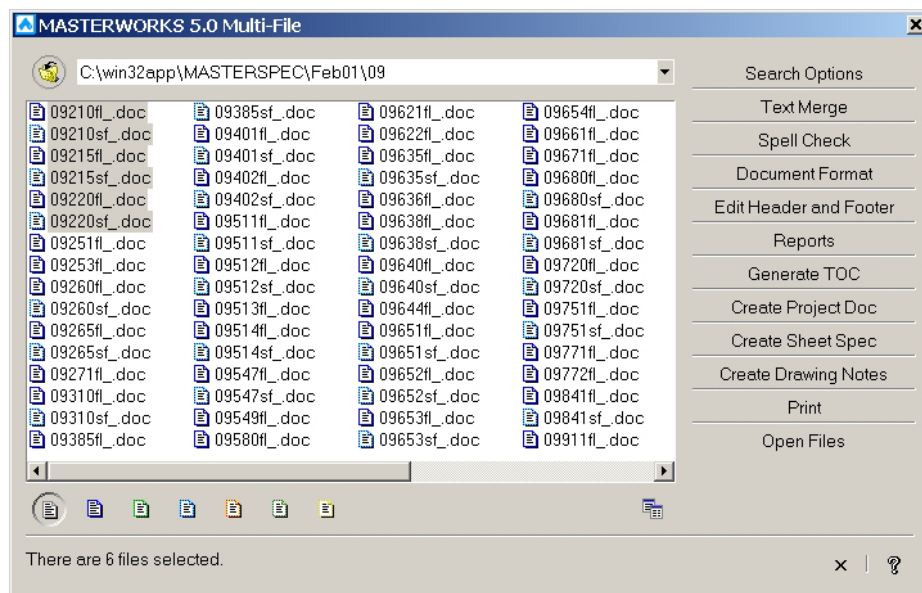 MASTERWORKS 5.0 Multi-File
C:\win32app\MASTERSPEC\Feb01\09
09210fl_.doc
09210sf_.doc
09215fl_.doc
09215sf_.doc
09220fl_.doc
09220sf_.doc
09251fl_.doc
09253fl_.doc
09260fl_.doc
09260sf_.doc
09265fl_.doc
09265sf_.doc
09271fl_.doc
09310fl_.doc
09310sf_.doc
09385fl_.doc
09385sf_.doc
09401fl_.doc
09401sf_.doc
09402fl_.doc
09402sf_.doc
09511fl_.doc
09511sf_.doc
09512fl_.doc
09512sf_.doc
09513fl_.doc
09514fl_.doc
09514sf_.doc
09547fl_.doc
09547sf_.doc
09549fl_.doc
09580fl_.doc
09621fl_.doc
09622fl_.doc
09635fl_.doc
09635sf_.doc
09636fl_.doc
09638fl_.doc
09638sf_.doc
09640fl_.doc
09640sf_.doc
09644fl_.doc
09651fl_.doc
09651sf_.doc
09652fl_.doc
09652sf_.doc
09653fl_.doc
09653sf_.doc
09654fl_.doc
09661fl_.doc
09671fl_.doc
09680fl_.doc
09680sf_.doc
09681fl_.doc
09681sf_.doc
09720fl_.doc
09720sf_.doc
09751fl_.doc
09751sf_.doc
09771fl_.doc
09772fl_.doc
09841fl_.doc
09841sf_.doc
09911fl_.doc
Search Options
Text Merge
Spell Check
Document Format
Edit Header and Footer
Reports
Generate TOC
Create Project Doc
Create Sheet Spec
Create Drawing Notes
Print
Open Files
There are 6 files selected.